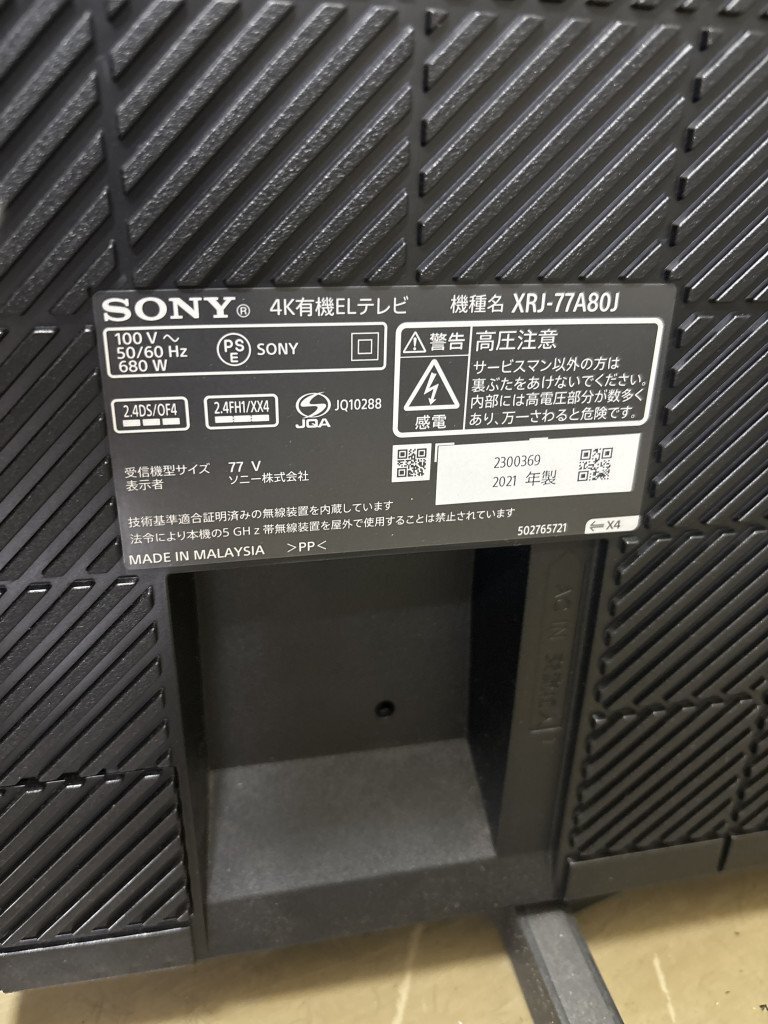 SONY® 4K有機ELテレビ 機種名 XRJ-77A80J
100 V～
50/60 Hz
680 W
PS
E
SONY
警告 高圧注意
サービスマン以外の方は
裏ぶたをあけないでください。
内部には高電圧部分が数多く
あり、万一さわると危険です。
感電
2.4DS/OF4
2.4FH1/XX4
JQA
JQ10288
受信機型サイズ 77 V
表示者 ソニー株式会社
2300369
2021 年製
技術基準適合証明済みの無線装置を内蔵しています
法令により本機の5 GHz帯無線装置を屋外で使用することは禁止されています
502765721
X4
MADE IN MALAYSIA >PP<
AC IN